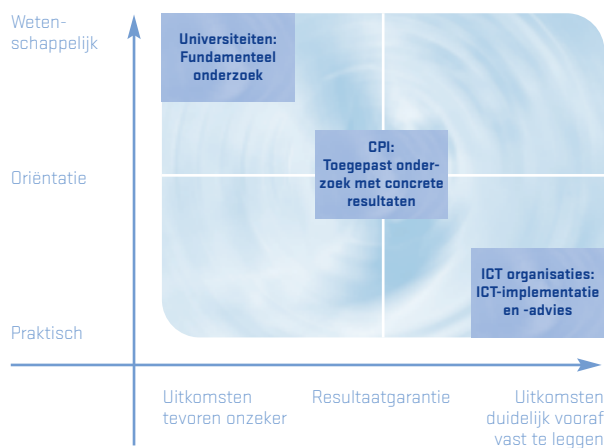 Weten-
schappelijk
Universiteiten:
Fundamenteel
onderzoek
CPI:
Toegepast onder-
zoek met concrete
resultaten
Oriëntatie
ICT organisaties:
ICT-implementatie
en -advies
Praktisch
Uitkomsten
tevoren onzeker
Resultaatgarantie
Uitkomsten
duidelijk vooraf
vast te leggen